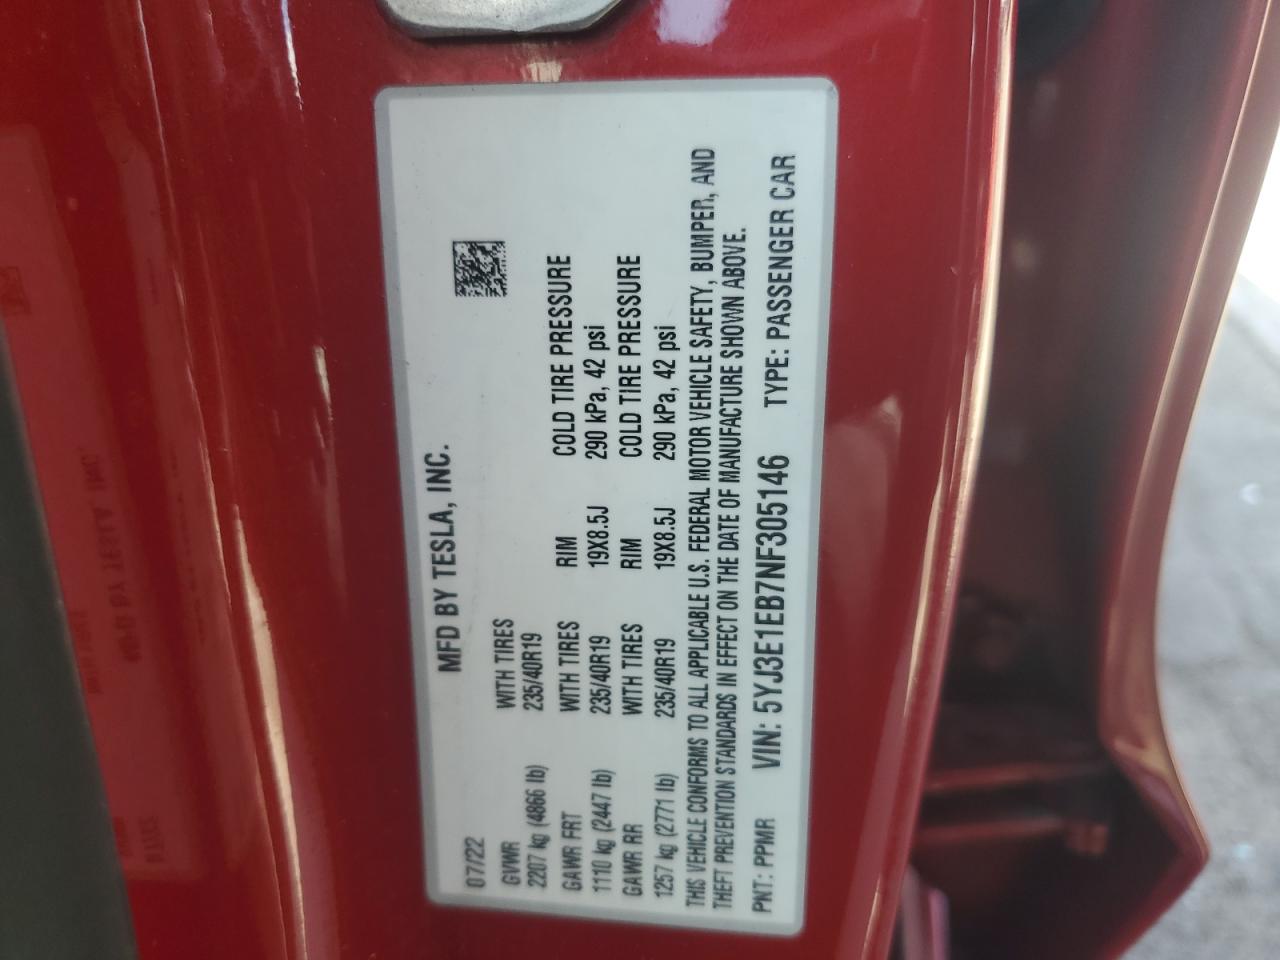 07/22 MFD BY TESLA, INC.
GVWR WITH TIRES
2207 kg (4866 lb) 235/40R19
GAWR FRT WITH TIRES RIM COLD TIRE PRESSURE
1110 kg (2447 lb) 235/40R19 19X8.5J 290 kPa, 42 psi
GAWR RR WITH TIRES RIM COLD TIRE PRESSURE
1257 kg (2771 lb) 235/40R19 19X8.5J 290 kPa, 42 psi
THIS VEHICLE CONFORMS TO ALL APPLICABLE U.S. FEDERAL MOTOR VEHICLE SAFETY, BUMPER, AND
THEFT PREVENTION STANDARDS IN EFFECT ON THE DATE OF MANUFACTURE SHOWN ABOVE.
PNT: PPMR VIN: 5YJ3E1EB7NF305146 TYPE: PASSENGER CAR